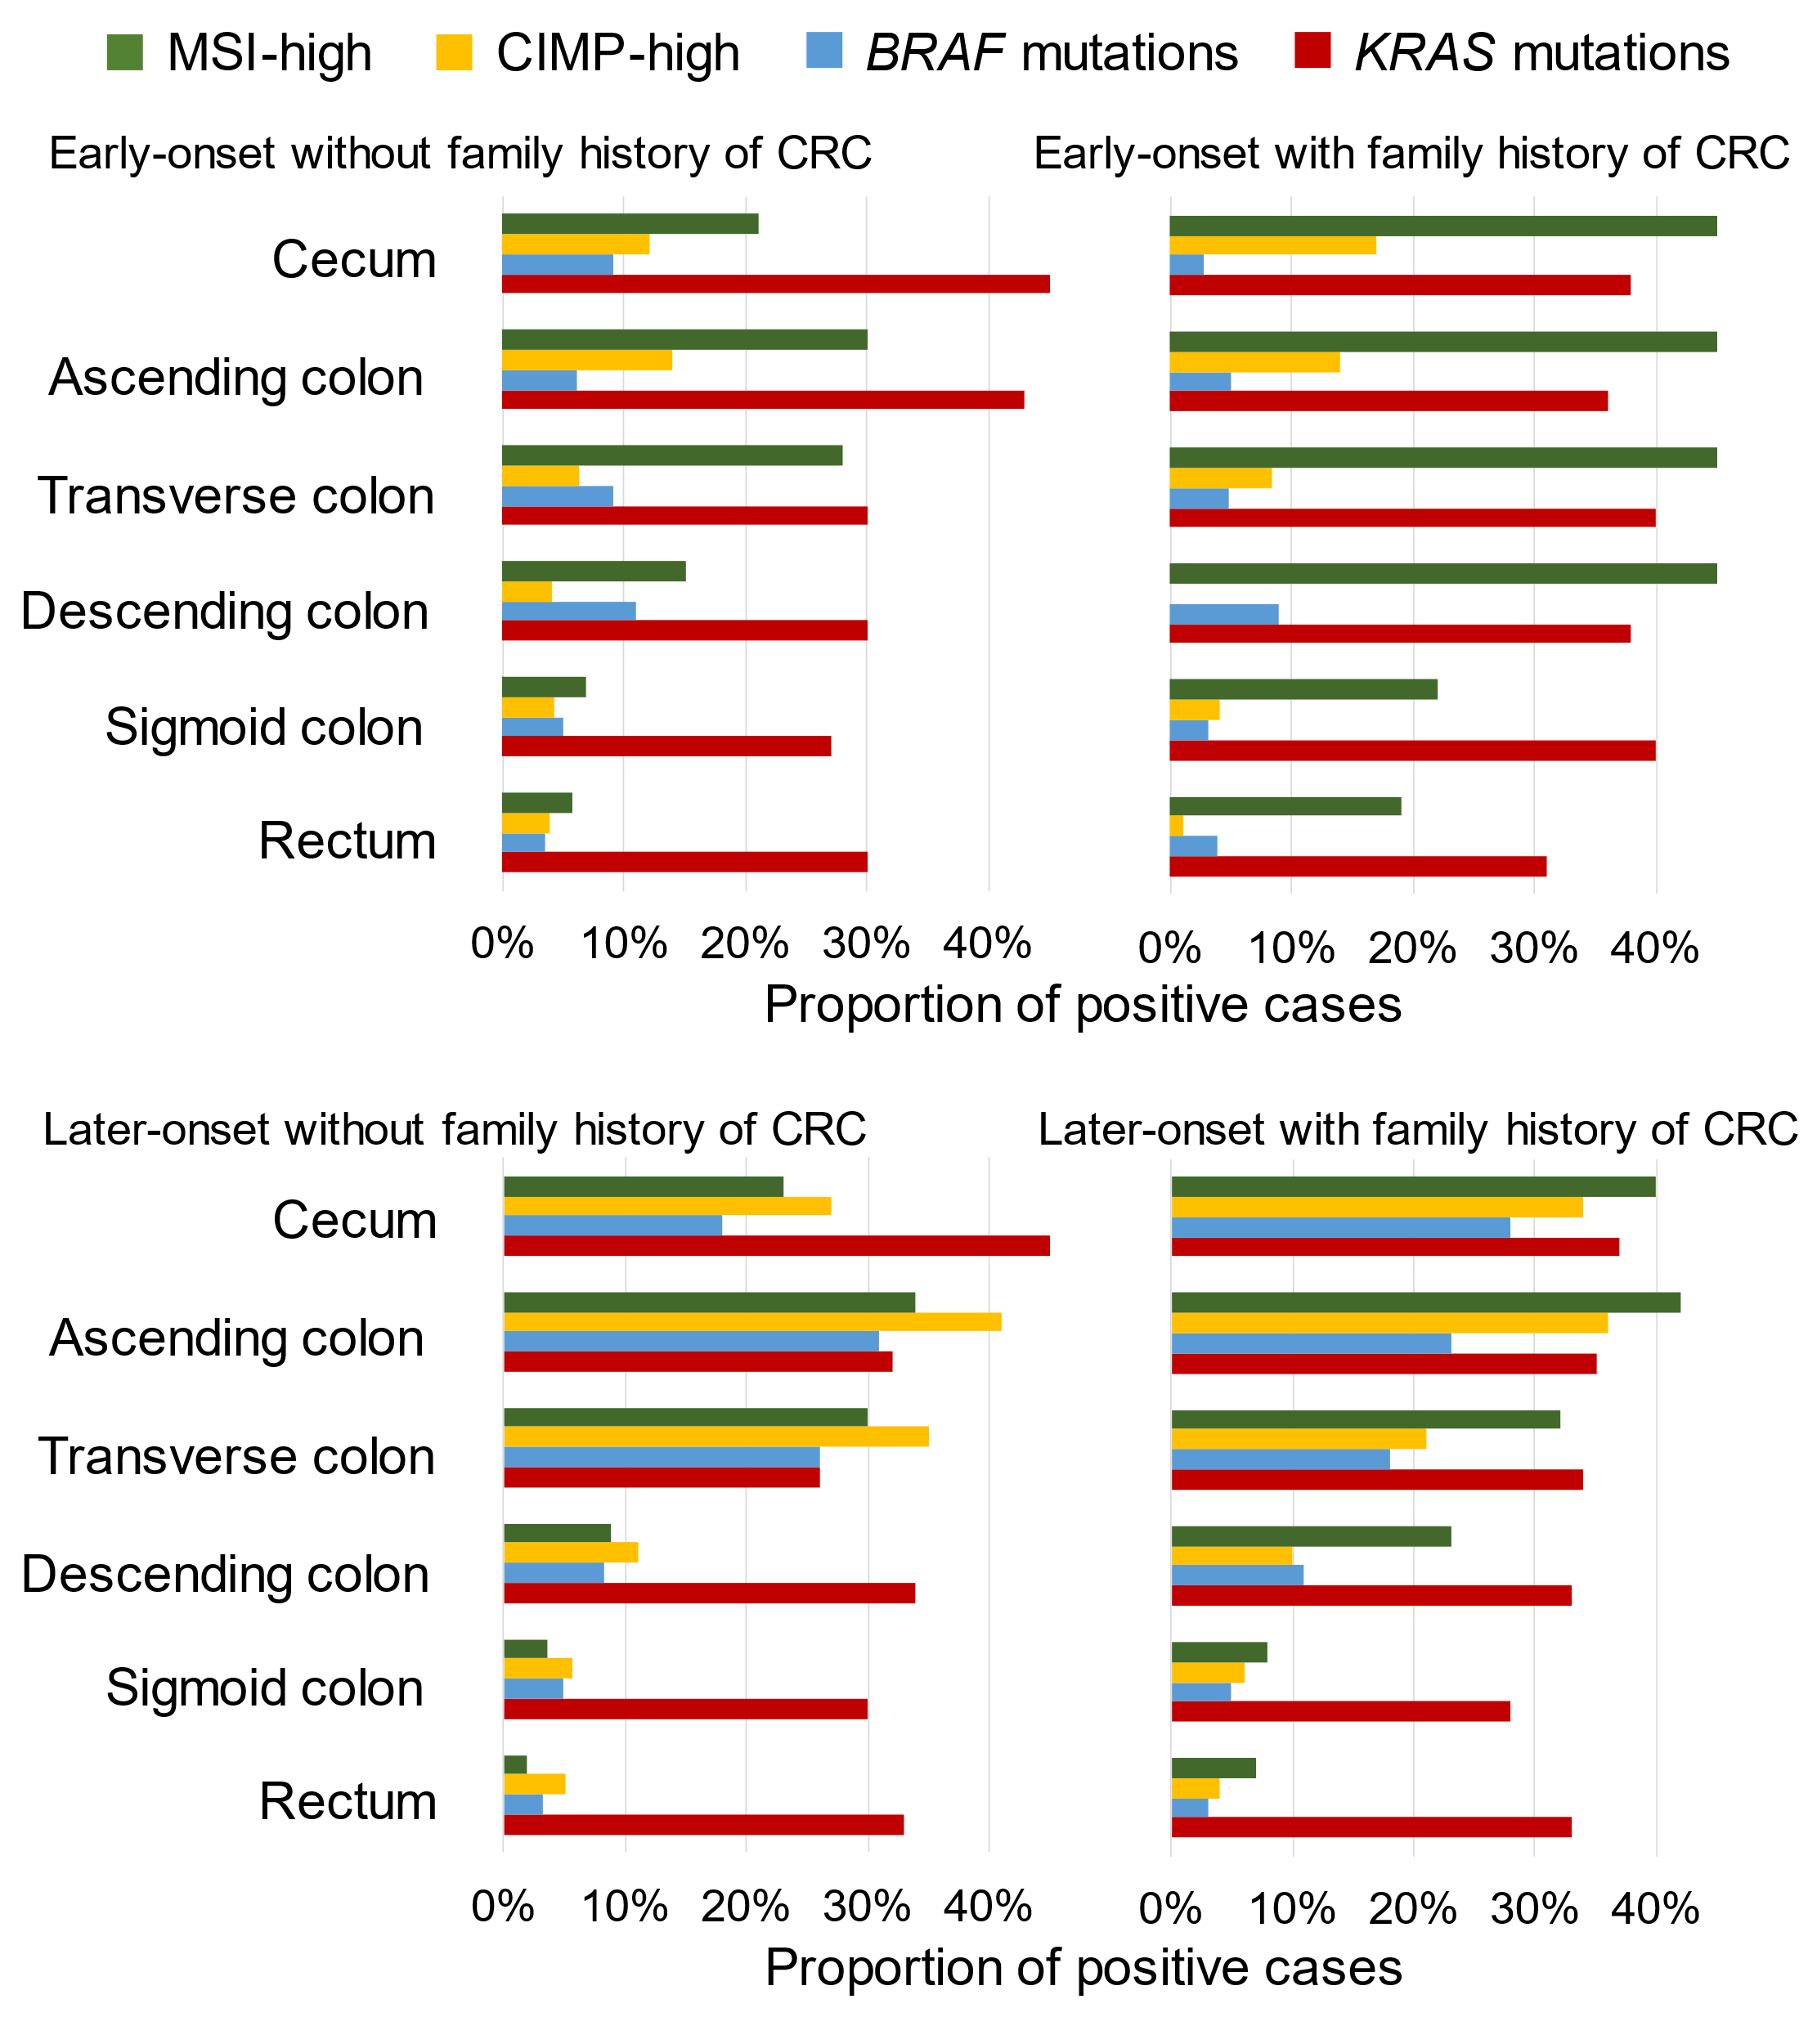 MSI-high CIMP-high BRAF mutations KRAS mutations
Early-onset without family history of CRC
Early-onset with family history of CRC
Cecum
Ascending colon
Transverse colon
Descending colon
Sigmoid colon
Rectum
0% 10% 20% 30% 40%
0% 10% 20% 30% 40%
Proportion of positive cases
Later-onset without family history of CRC
Later-onset with family history of CRC
Cecum
Ascending colon
Transverse colon
Descending colon
Sigmoid colon
Rectum
0% 10% 20% 30% 40%
0% 10% 20% 30% 40%
Proportion of positive cases